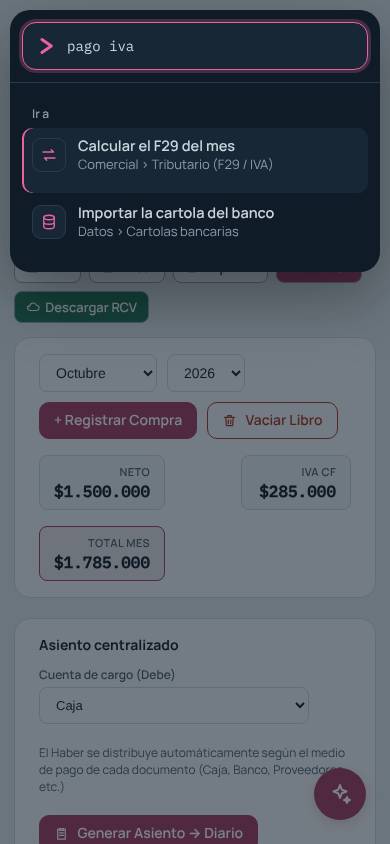 pago iva
Ir a
Calcular el F29 del mes
Comercial › Tributario (F29 / IVA)
Importar la cartola del banco
Datos › Cartolas bancarias
Descargar RCV
Octubre
2026
+ Registrar Compra
Vaciar Libro
NETO
$1.500.000
IVA CF
$285.000
TOTAL MES
$1.785.000
Asiento centralizado
Cuenta de cargo (Debe)
Caja
El Haber se distribuye automáticamente según el medio
de pago de cada documento (Caja, Banco, Proveedores,
etc.)
Generar Asiento → Diario